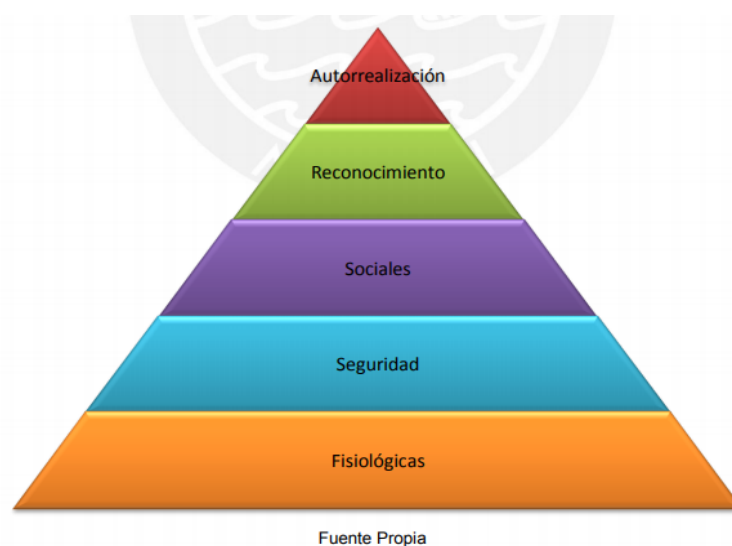 Autorrealización
Reconocimiento
Sociales
Seguridad
Fisiológicas
Fuente Propia